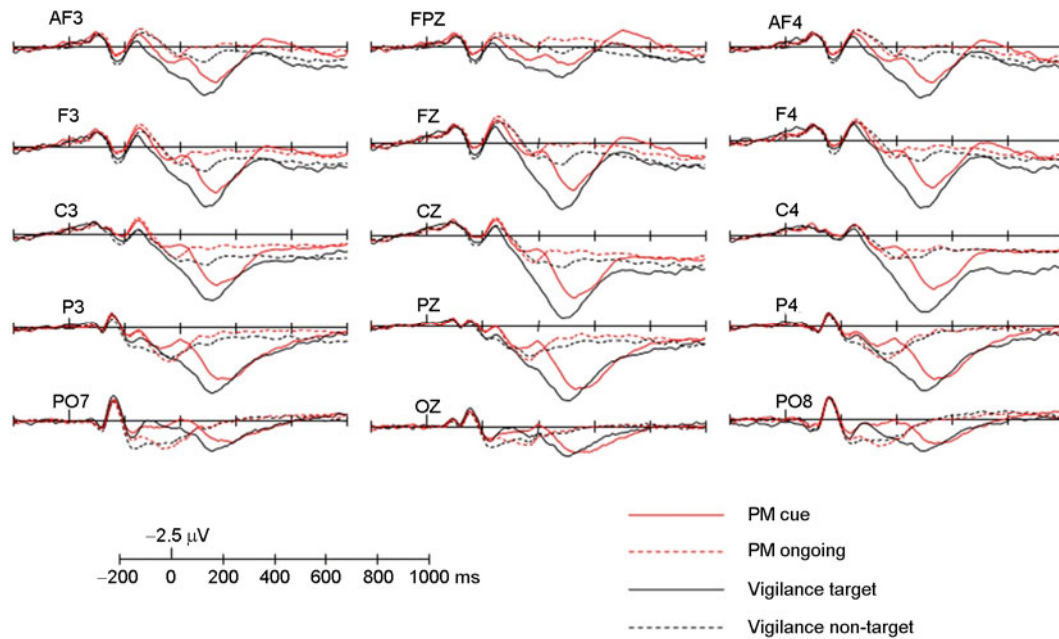 AF3 FPZ AF4
F3 FZ F4
C3 CZ C4
P3 PZ P4
PO7 OZ PO8
−2.5 µV
−200 0 200 400 600 800 1000 ms
PM cue
PM ongoing
Vigilance target
Vigilance non-target